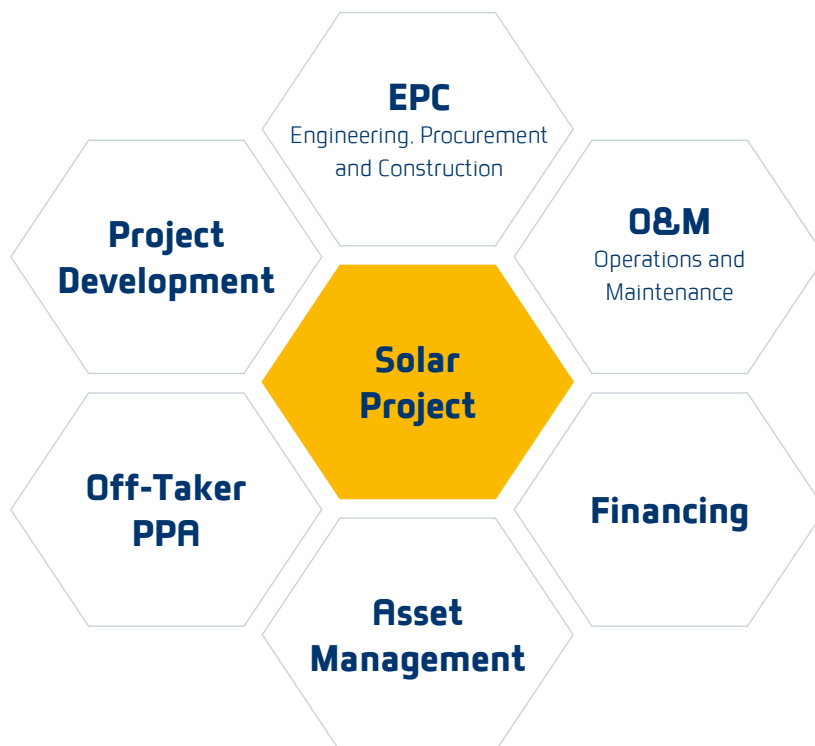 EPC
Engineering, Procurement
and Construction
Project
Development
O&M
Operations and
Maintenance
Solar
Project
Off-Taker
PPA
Financing
Asset
Management